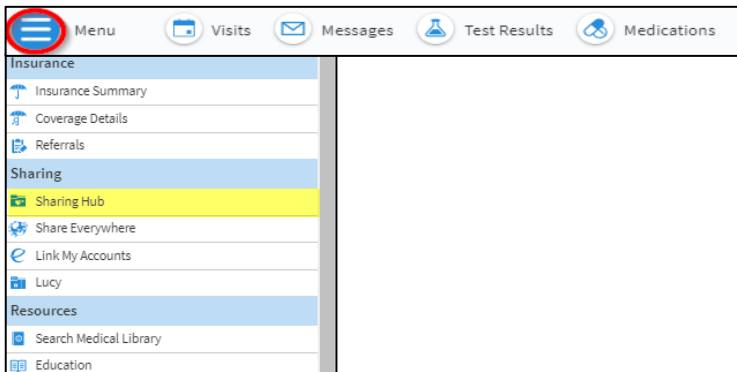 Menu Visits Messages Test Results Medications
Insurance
Insurance Summary
Coverage Details
Referrals
Sharing
Sharing Hub
Share Everywhere
Link My Accounts
Lucy
Resources
Search Medical Library
Education